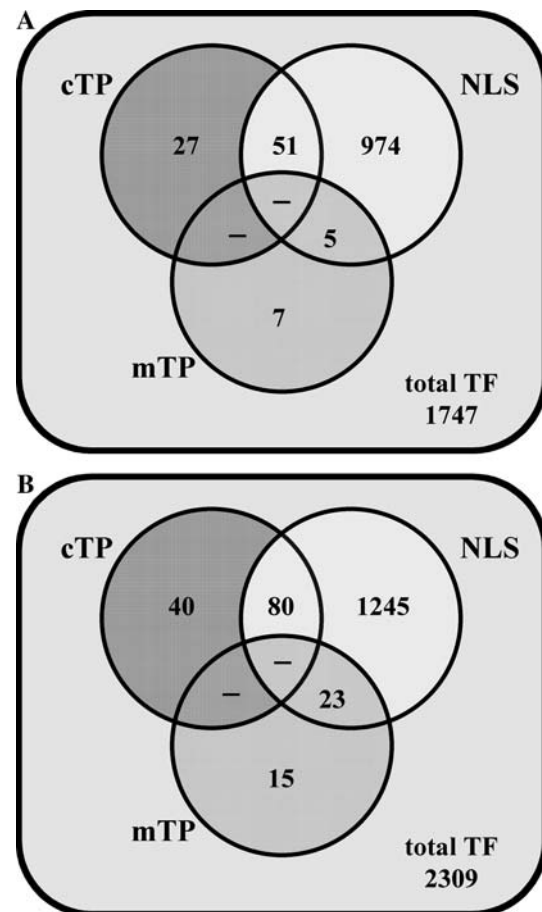 A
cTP
NLS
27
51
974
–
–
5
7
mTP
total TF
1747
B
cTP
NLS
40
80
1245
–
–
23
15
mTP
total TF
2309